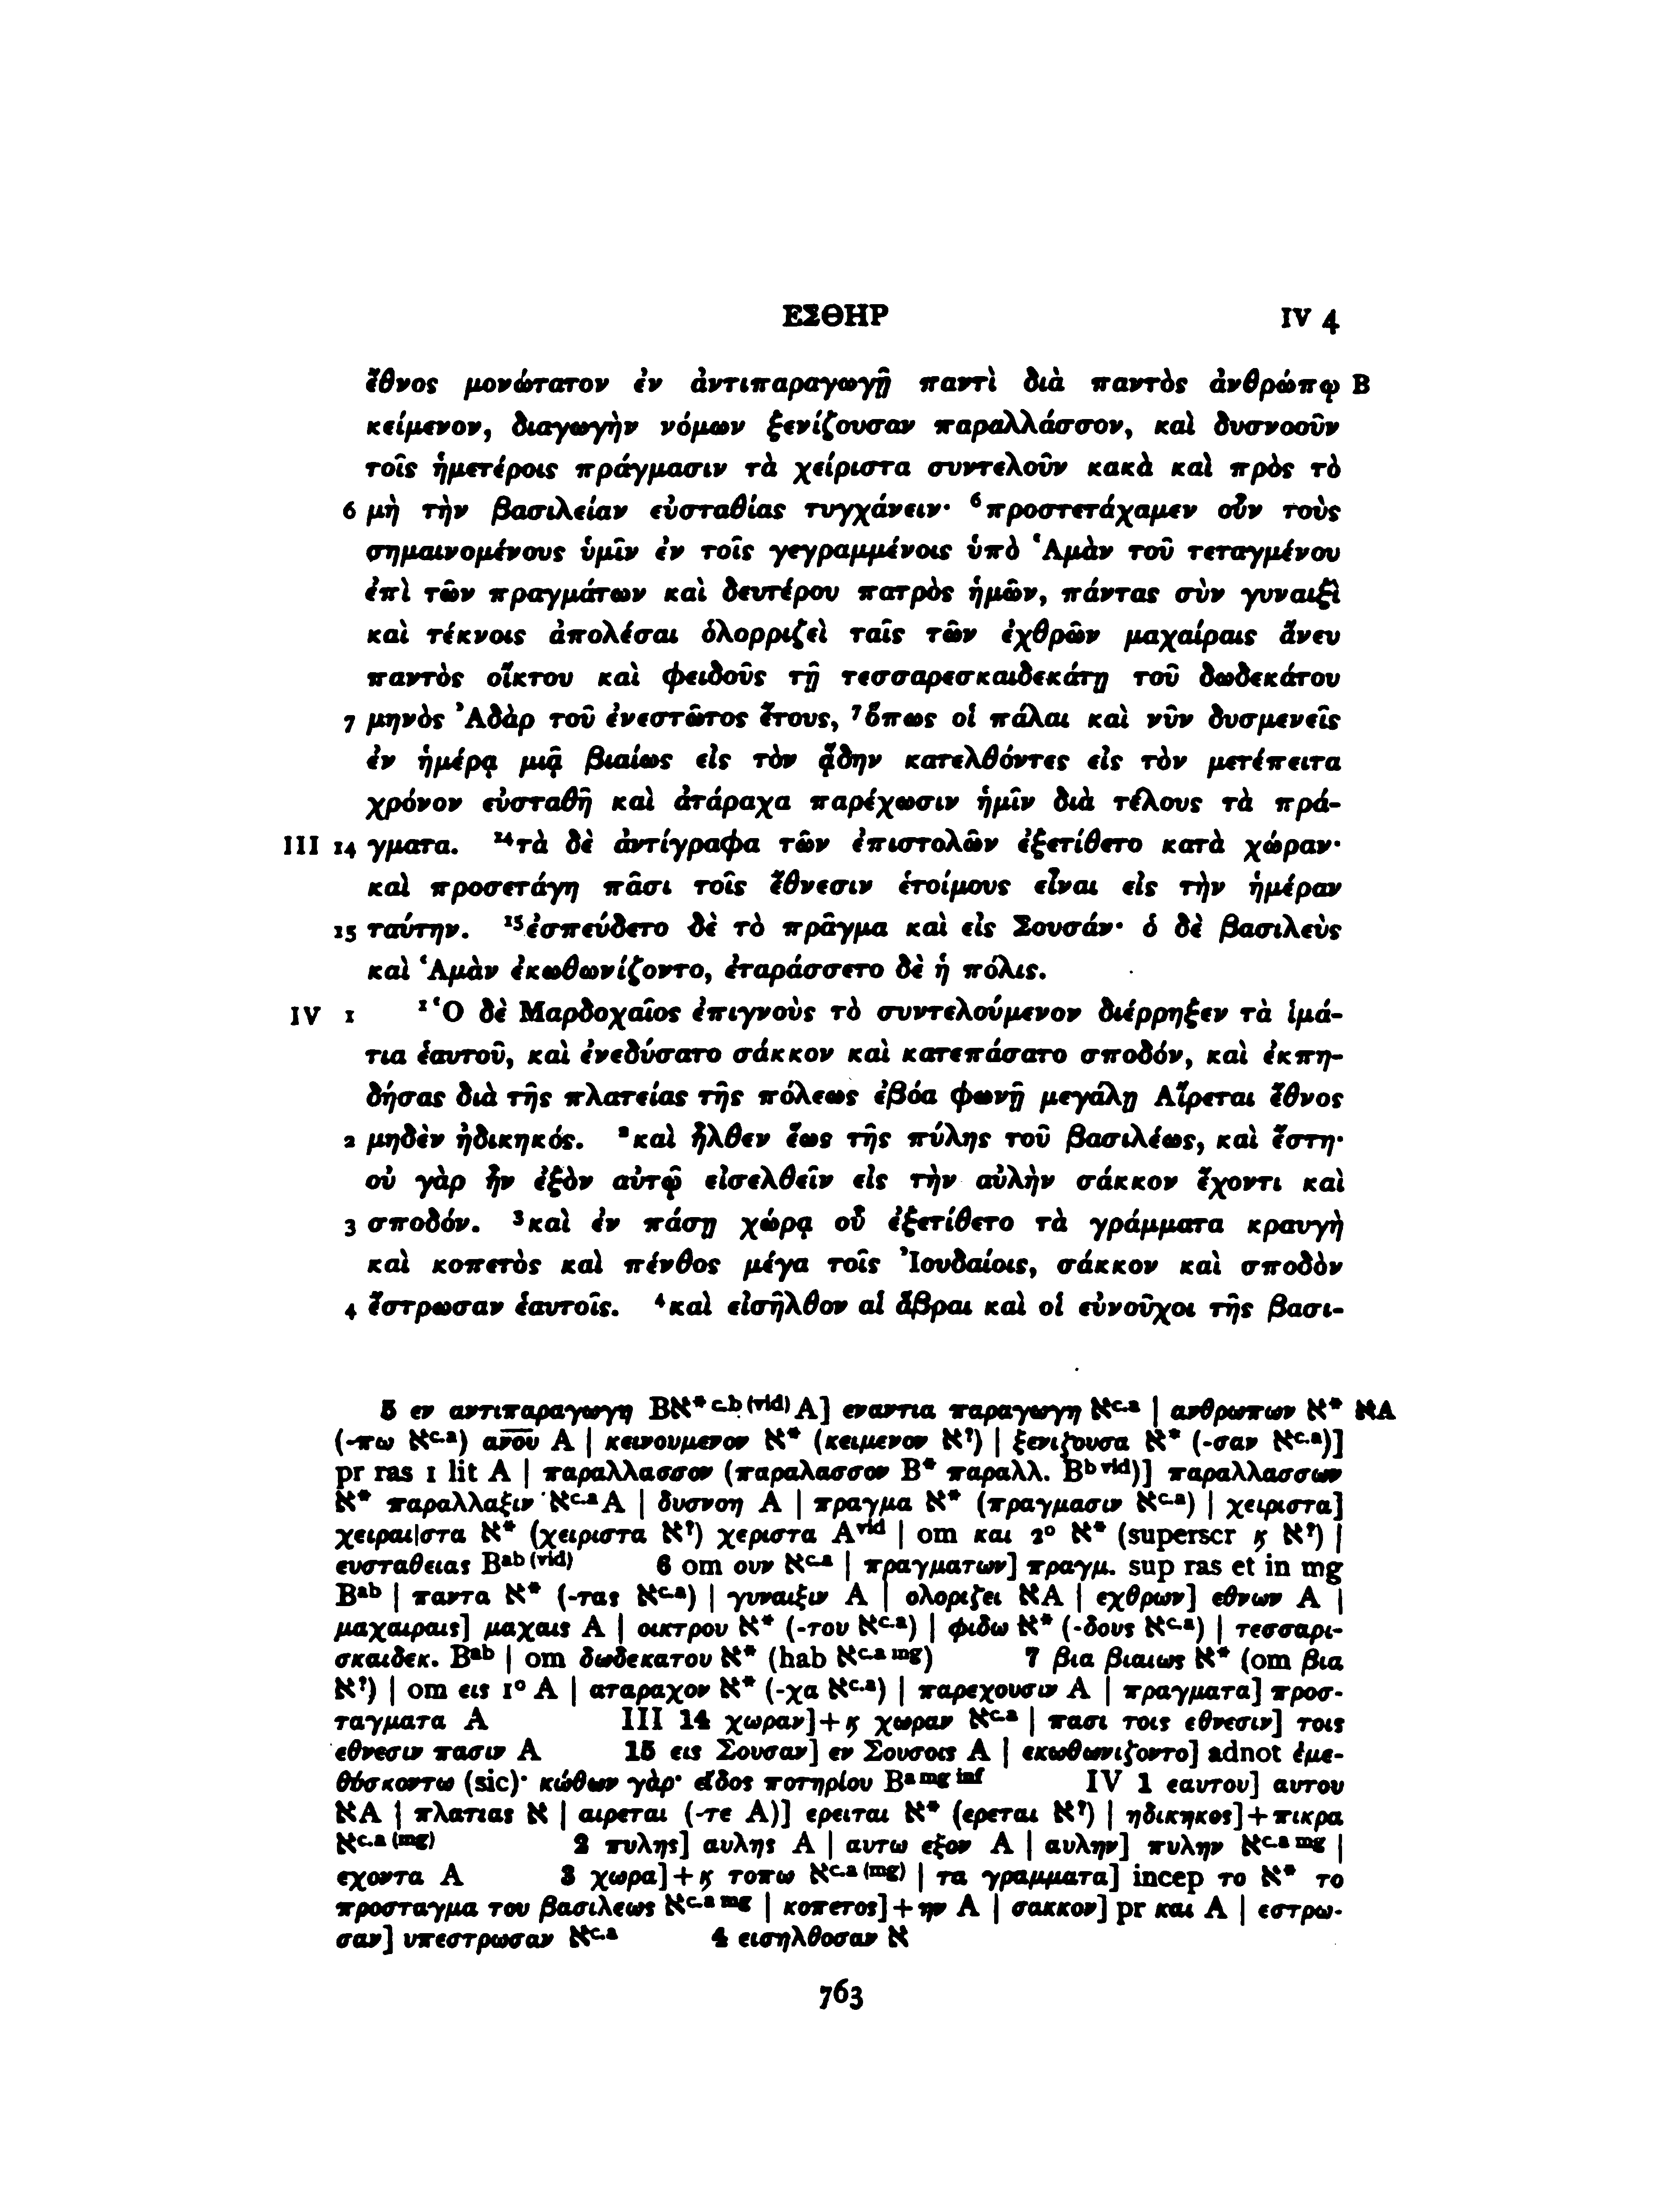 ΕΣΘΗΡ IV 4
ἔθνος μονώτατον ἐν ἀντιπαραγωγῇ παντὶ διὰ παντὸς ἀνθρώπῳ B
κείμενον, διαγωγὴν νόμων ξενίζουσαν παραλλάσσον, καὶ δυσνοοῦν
τοῖς ἡμετέροις πράγμασιν τὰ χείριστα συντελοῦν κακὰ καὶ πρὸς τὸ
6 μὴ τὴν βασιλείαν εὐσταθίας τυγχάνειν· ⁶προστετάχαμεν οὖν τοὺς
σημαινομένους ὑμῖν ἐν τοῖς γεγραμμένοις ὑπὸ Ἁμὰν τοῦ τεταγμένου
ἐπὶ τῶν πραγμάτων καὶ δευτέρου πατρὸς ἡμῶν, πάντας σὺν γυναιξὶ
καὶ τέκνοις ἀπολέσαι ὁλορριζεὶ ταῖς τῶν ἐχθρῶν μαχαίραις ἄνευ
παντὸς οἴκτου καὶ φειδοῦς τῇ τεσσαρεσκαιδεκάτῃ τοῦ δωδεκάτου
7 μηνὸς Ἀδὰρ τοῦ ἐνεστῶτος ἔτους, ⁷ὅπως οἱ πάλαι καὶ νῦν δυσμενεῖς
ἐν ἡμέρᾳ μιᾷ βιαίως εἰς τὸν ᾅδην κατελθόντες εἰς τὸν μετέπειτα
χρόνον εὐσταθῆ καὶ ἀτάραχα παρέχωσιν ἡμῖν διὰ τέλους τὰ πρά-
III 14 γματα. ¹⁴τὰ δὲ ἀντίγραφα τῶν ἐπιστολῶν ἐξετίθετο κατὰ χώραν·
καὶ προσετάγη πᾶσι τοῖς ἔθνεσιν ἑτοίμους εἶναι εἰς τὴν ἡμέραν
15 ταύτην. ¹⁵ἐσπεύδετο δὲ τὸ πρᾶγμα καὶ εἰς Σουσάν· ὁ δὲ βασιλεὺς
καὶ Ἁμὰν ἐκωθωνίζοντο, ἐταράσσετο δὲ ἡ πόλις.
IV 1 ¹Ὁ δὲ Μαρδοχαῖος ἐπιγνοὺς τὸ συντελούμενον διέρρηξεν τὰ ἱμά-
τια ἑαυτοῦ, καὶ ἐνεδύσατο σάκκον καὶ κατεπάσατο σποδόν, καὶ ἐκπη-
δήσας διὰ τῆς πλατείας τῆς πόλεως ἐβόα φωνῇ μεγάλῃ Αἴρεται ἔθνος
2 μηδὲν ἠδικηκός. ²καὶ ἦλθεν ἕως τῆς πύλης τοῦ βασιλέως, καὶ ἔστη·
οὐ γὰρ ἦν ἐξὸν αὐτῷ εἰσελθεῖν εἰς τὴν αὐλὴν σάκκον ἔχοντι καὶ
3 σποδόν. ³καὶ ἐν πάσῃ χώρᾳ οὗ ἐξετίθετο τὰ γράμματα κραυγὴ
καὶ κοπετὸς καὶ πένθος μέγα τοῖς Ἰουδαίοις, σάκκον καὶ σποδὸν
4 ἔστρωσαν ἑαυτοῖς. ⁴καὶ εἰσῆλθον αἱ ἅβραι καὶ οἱ εὐνοῦχοι τῆς βασι-
5 εν αντιπαραγωγη Bא* c.b (vid) A] εναντια παραγωγη אc.a | ανθρωπων א* אA
(-πω אc.a) ανου A | κεινουμενον א* (κειμενον א?) | ξενιζουσα א* (-σαν אc.a)]
pr ras 1 lit A | παραλλασσον (παραλασσον B* παραλλ. Bb vid)] παραλλασσων
א* παραλλαξιν אc.a A | δυσνοη A | πραγμα א* (πραγμασιν אc.a) | χειριστα]
χειραι|στα א* (χειριστα א?) χεριστα Avid | om και 2° א* (superscr ϗ א?) |
ευσταθειας Bab (vid) 6 om ουν אc.a | πραγματων] πραγμ. sup ras et in mg
Bab | παντα א* (-τας אc.a) | γυναιξιν A | ολοριζει אA | εχθρων] εθνων A |
μαχαιραις] μαχαις A | οικτρου א* (-του אc.a) | φιδω א* (-δους אc.a) | τεσσαρι-
σκαιδεκ. Bab | om δωδεκατου א* (hab אc.a mg) 7 βια βιαιως א* (om βια
א?) | om εις 1° A | αταραχον א* (-χα אc.a) | παρεχουσιν A | πραγματα] προσ-
ταγματα A III 14 χωραν]+ϗ χωραν אc.a | πασι τοις εθνεσιν] τοις
εθνεσιν πασιν A 15 εις Σουσαν] εν Σουσοις A | εκωθωνιζοντο] adnot ἐμε-
θύσκοντω (sic)· κώθων γὰρ· εἶδος ποτηρίου Ba mg inf IV 1 εαυτου] αυτου
אA | πλατιας א | αιρεται (-τε A)] ερειται א* (ερεται א?) | ηδικηκος]+πικρα
אc.a (mg) 2 πυλης] αυλης A | αυτω εξον A | αυλην] πυλην אc.a mg |
εχοντα A 3 χωρα]+ϗ τοπω אc.a (mg) | τα γραμματα] incep το א* το
προσταγμα του βασιλεως אc.a mg | κοπετος]+ην A | σακκον] pr και A | εστρω-
σαν] υπεστρωσαν אc.a 4 εισηλθοσαν א
763